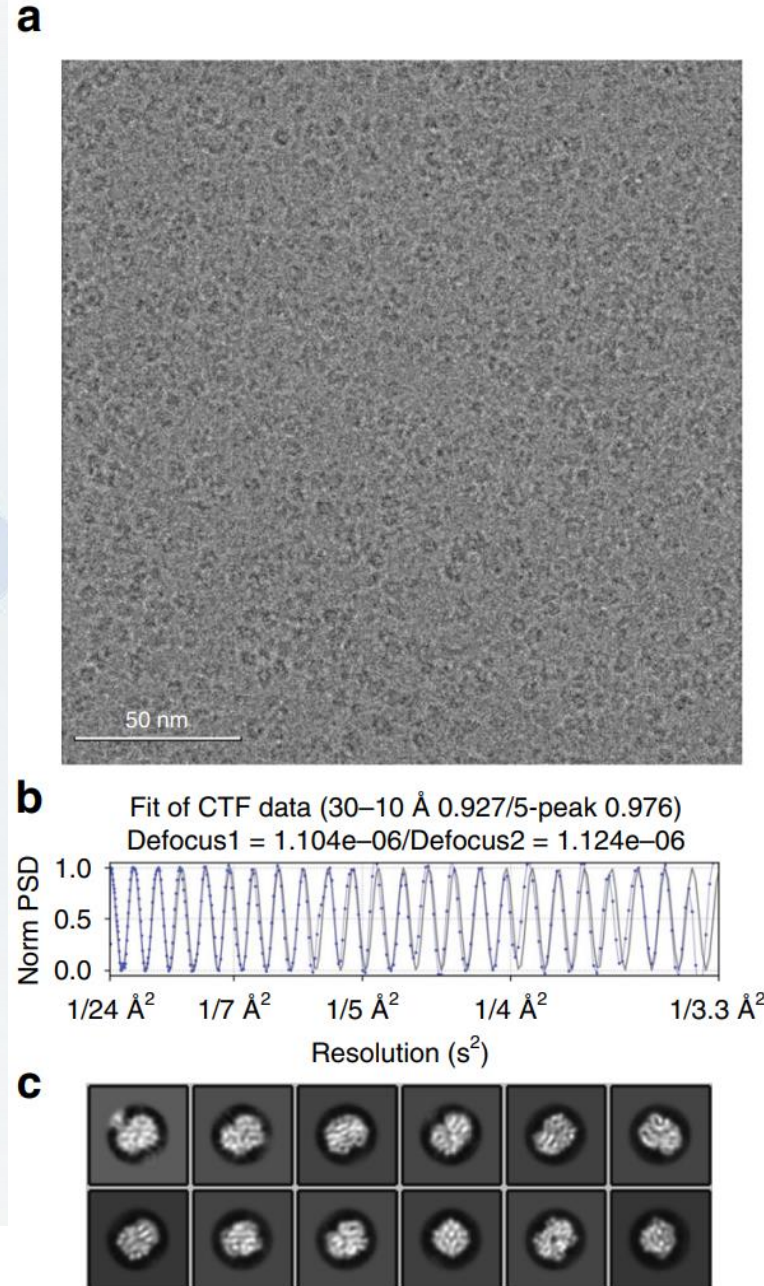 a
50 nm
b
Fit of CTF data (30–10 Å 0.927/5-peak 0.976)
Defocus1 = 1.104e–06/Defocus2 = 1.124e–06
Norm PSD
1.0
0.5
0.0
1/24 Å² 1/7 Å² 1/5 Å² 1/4 Å² 1/3.3 Å²
Resolution (s²)
c